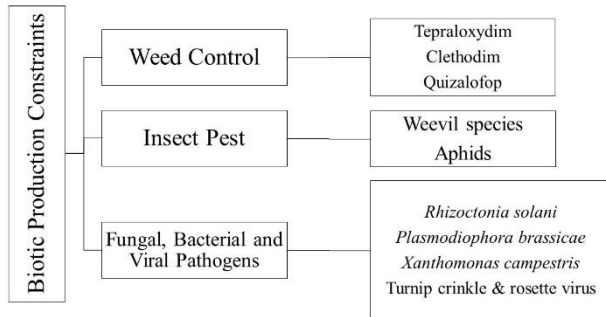 Biotic Production Constraints
Weed Control
Tepraloxydim
Clethodim
Quizalofop
Insect Pest
Weevil species
Aphids
Fungal, Bacterial and
Viral Pathogens
Rhizoctonia solani
Plasmodiophora brassicae
Xanthomonas campestris
Turnip crinkle & rosette virus